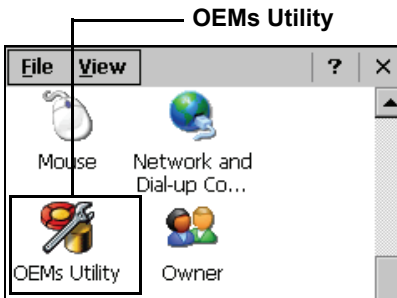 OEMs Utility
File View ? ×
Mouse Network and
Dial-up Co...
OEMs Utility Owner